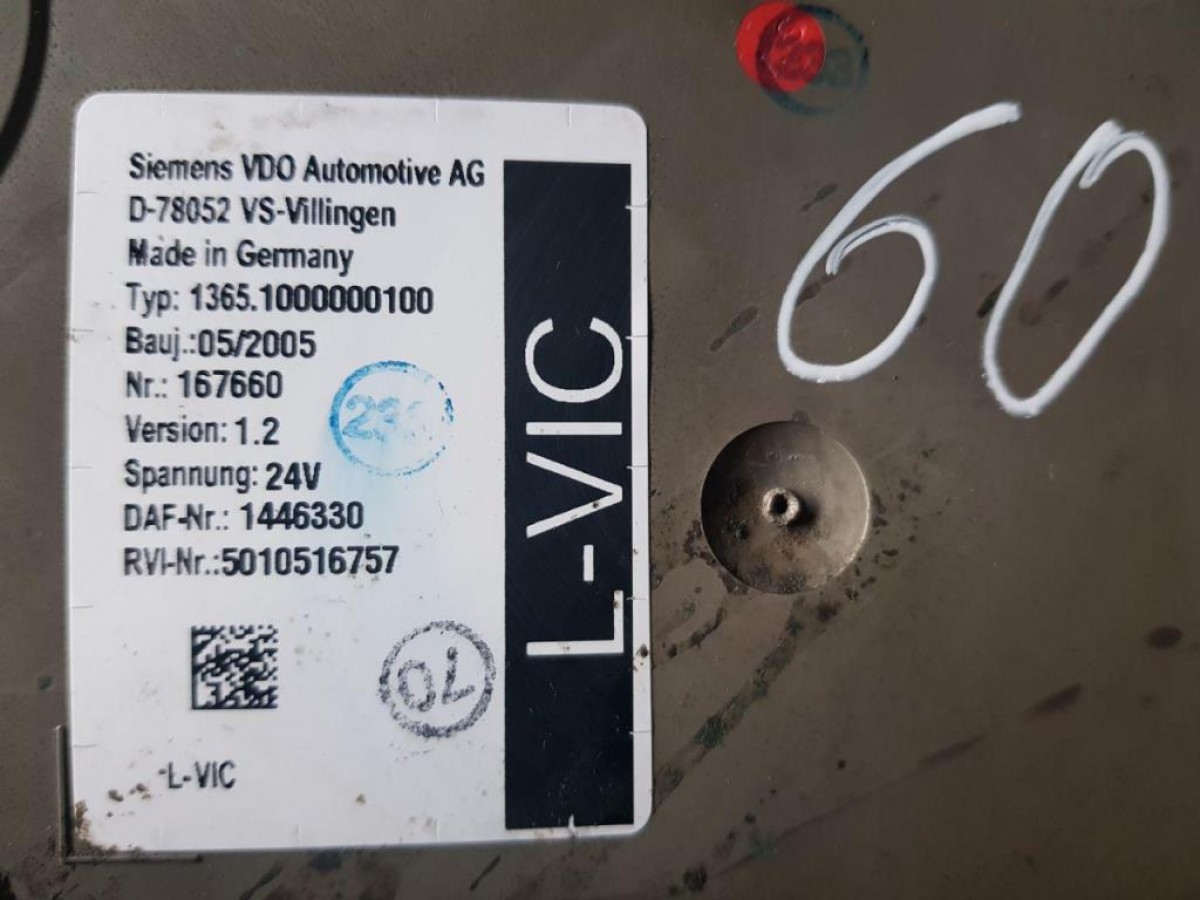 Siemens VDO Automotive AG
D-78052 VS-Villingen
Made in Germany
Typ: 1365.1000000100
Bauj.:05/2005
Nr.: 167660
Version: 1.2
Spannung: 24V
DAF-Nr.: 1446330
RVI-Nr.:5010516757
L-VIC
L-VIC
60